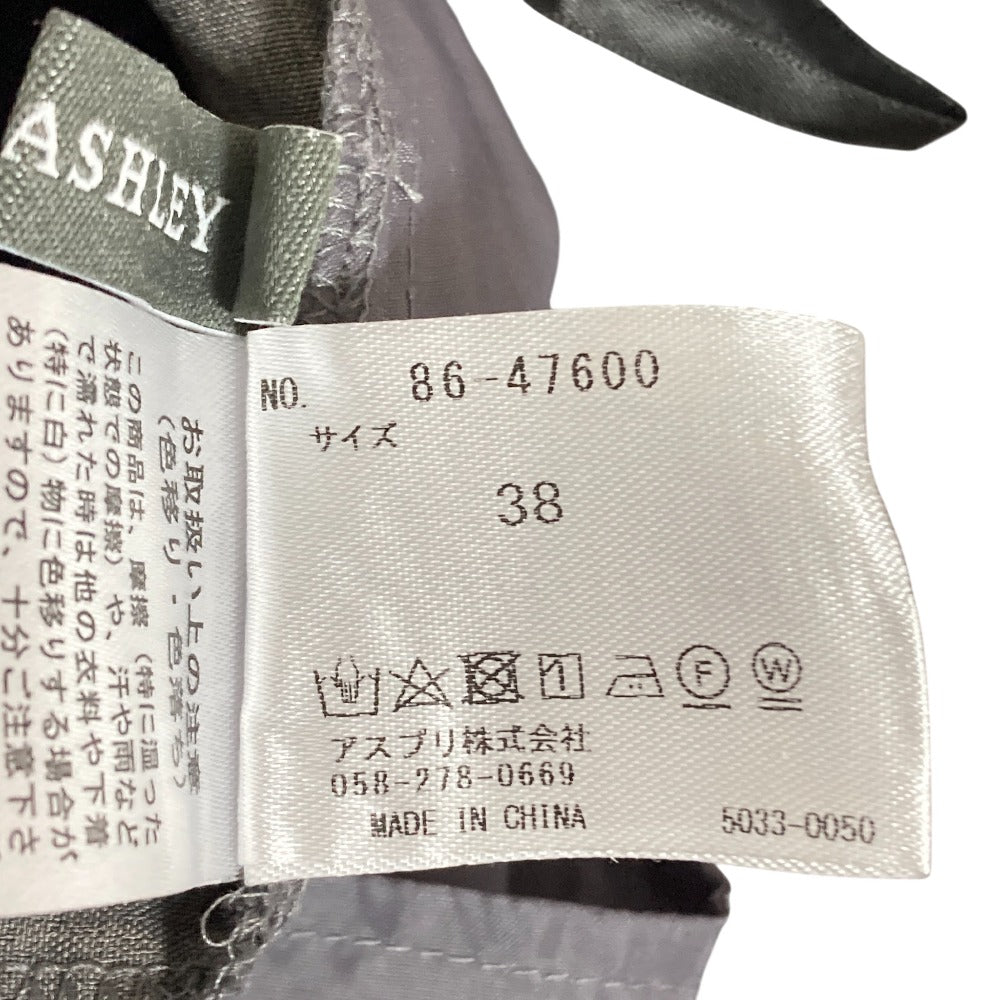 ASHLEY
NO. 86-47600
サイズ
38
アスプリ株式会社
058-278-0669
MADE IN CHINA 5033-0050
お取扱い上の注意
(色移り・色落ち)
この商品は、摩擦(特に湿った
状態での摩擦)や、汗や雨など
で濡れた時は他の衣料や下着
(特に白)物に色移りする場合が
ありますので、十分ご注意下さ